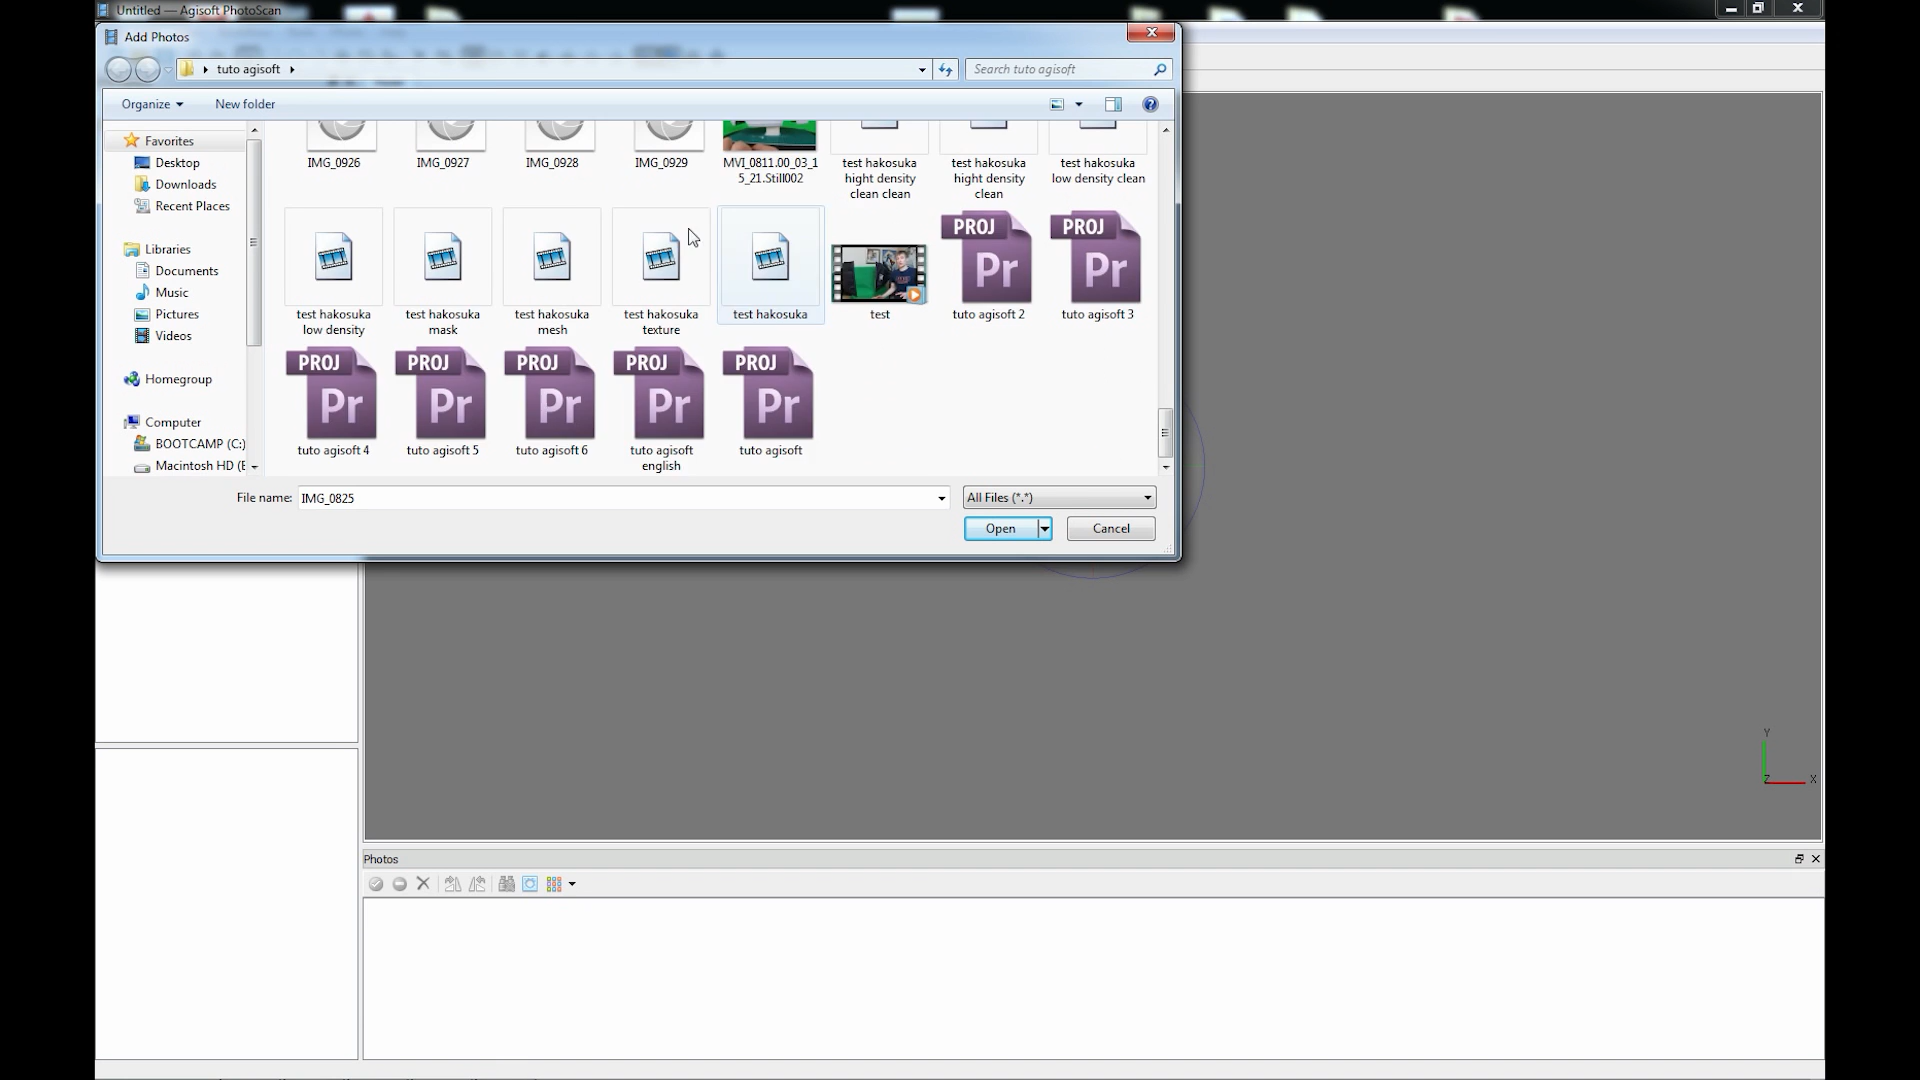 Untitled — Agisoft PhotoScan
Add Photos
tuto agisoft
Search tuto agisoft
Organize
New folder
Favorites
Desktop
Downloads
Recent Places
Libraries
Documents
Music
Pictures
Videos
Homegroup
Computer
BOOTCAMP (C:)
Macintosh HD (E
IMG_0926
IMG_0927
IMG_0928
IMG_0929
MVI_0811.00_03_1
5_21.Still002
test hakosuka
hight density
clean clean
test hakosuka
hight density
clean
test hakosuka
low density clean
test hakosuka
low density
test hakosuka
mask
test hakosuka
mesh
test hakosuka
texture
test hakosuka
test
PROJ
Pr
tuto agisoft 2
PROJ
Pr
tuto agisoft 3
PROJ
Pr
tuto agisoft 4
PROJ
Pr
tuto agisoft 5
PROJ
Pr
tuto agisoft 6
PROJ
Pr
tuto agisoft
english
PROJ
Pr
tuto agisoft
File name:
IMG_0825
All Files (*.*)
Open
Cancel
Y
Z
X
Photos